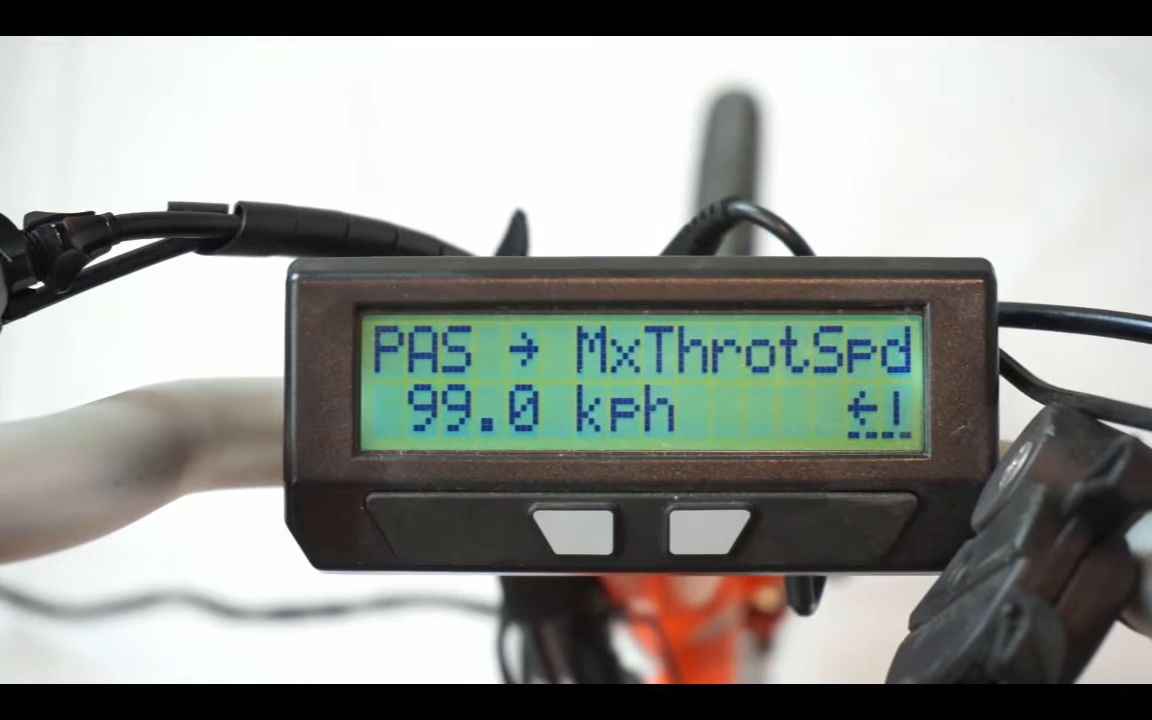 PAS → MxThrotSpd
99.0 kph ←!